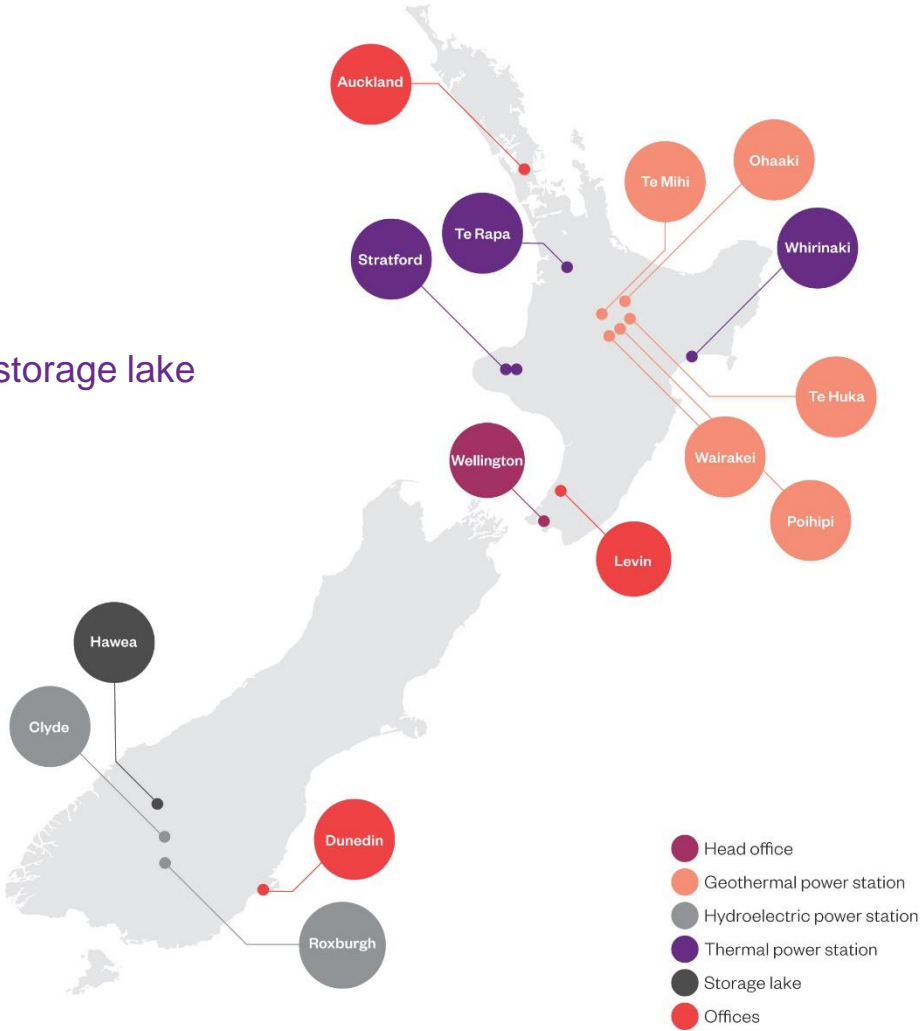 Auckland
Ohaaki
Te Mihi
Te Rapa
Whirinaki
Stratford
storage lake
Te Huka
Wellington
Wairakei
Poihipi
Levin
Hawea
Clyde
Dunedin
Roxburgh
Head office
Geothermal power station
Hydroelectric power station
Thermal power station
Storage lake
Offices